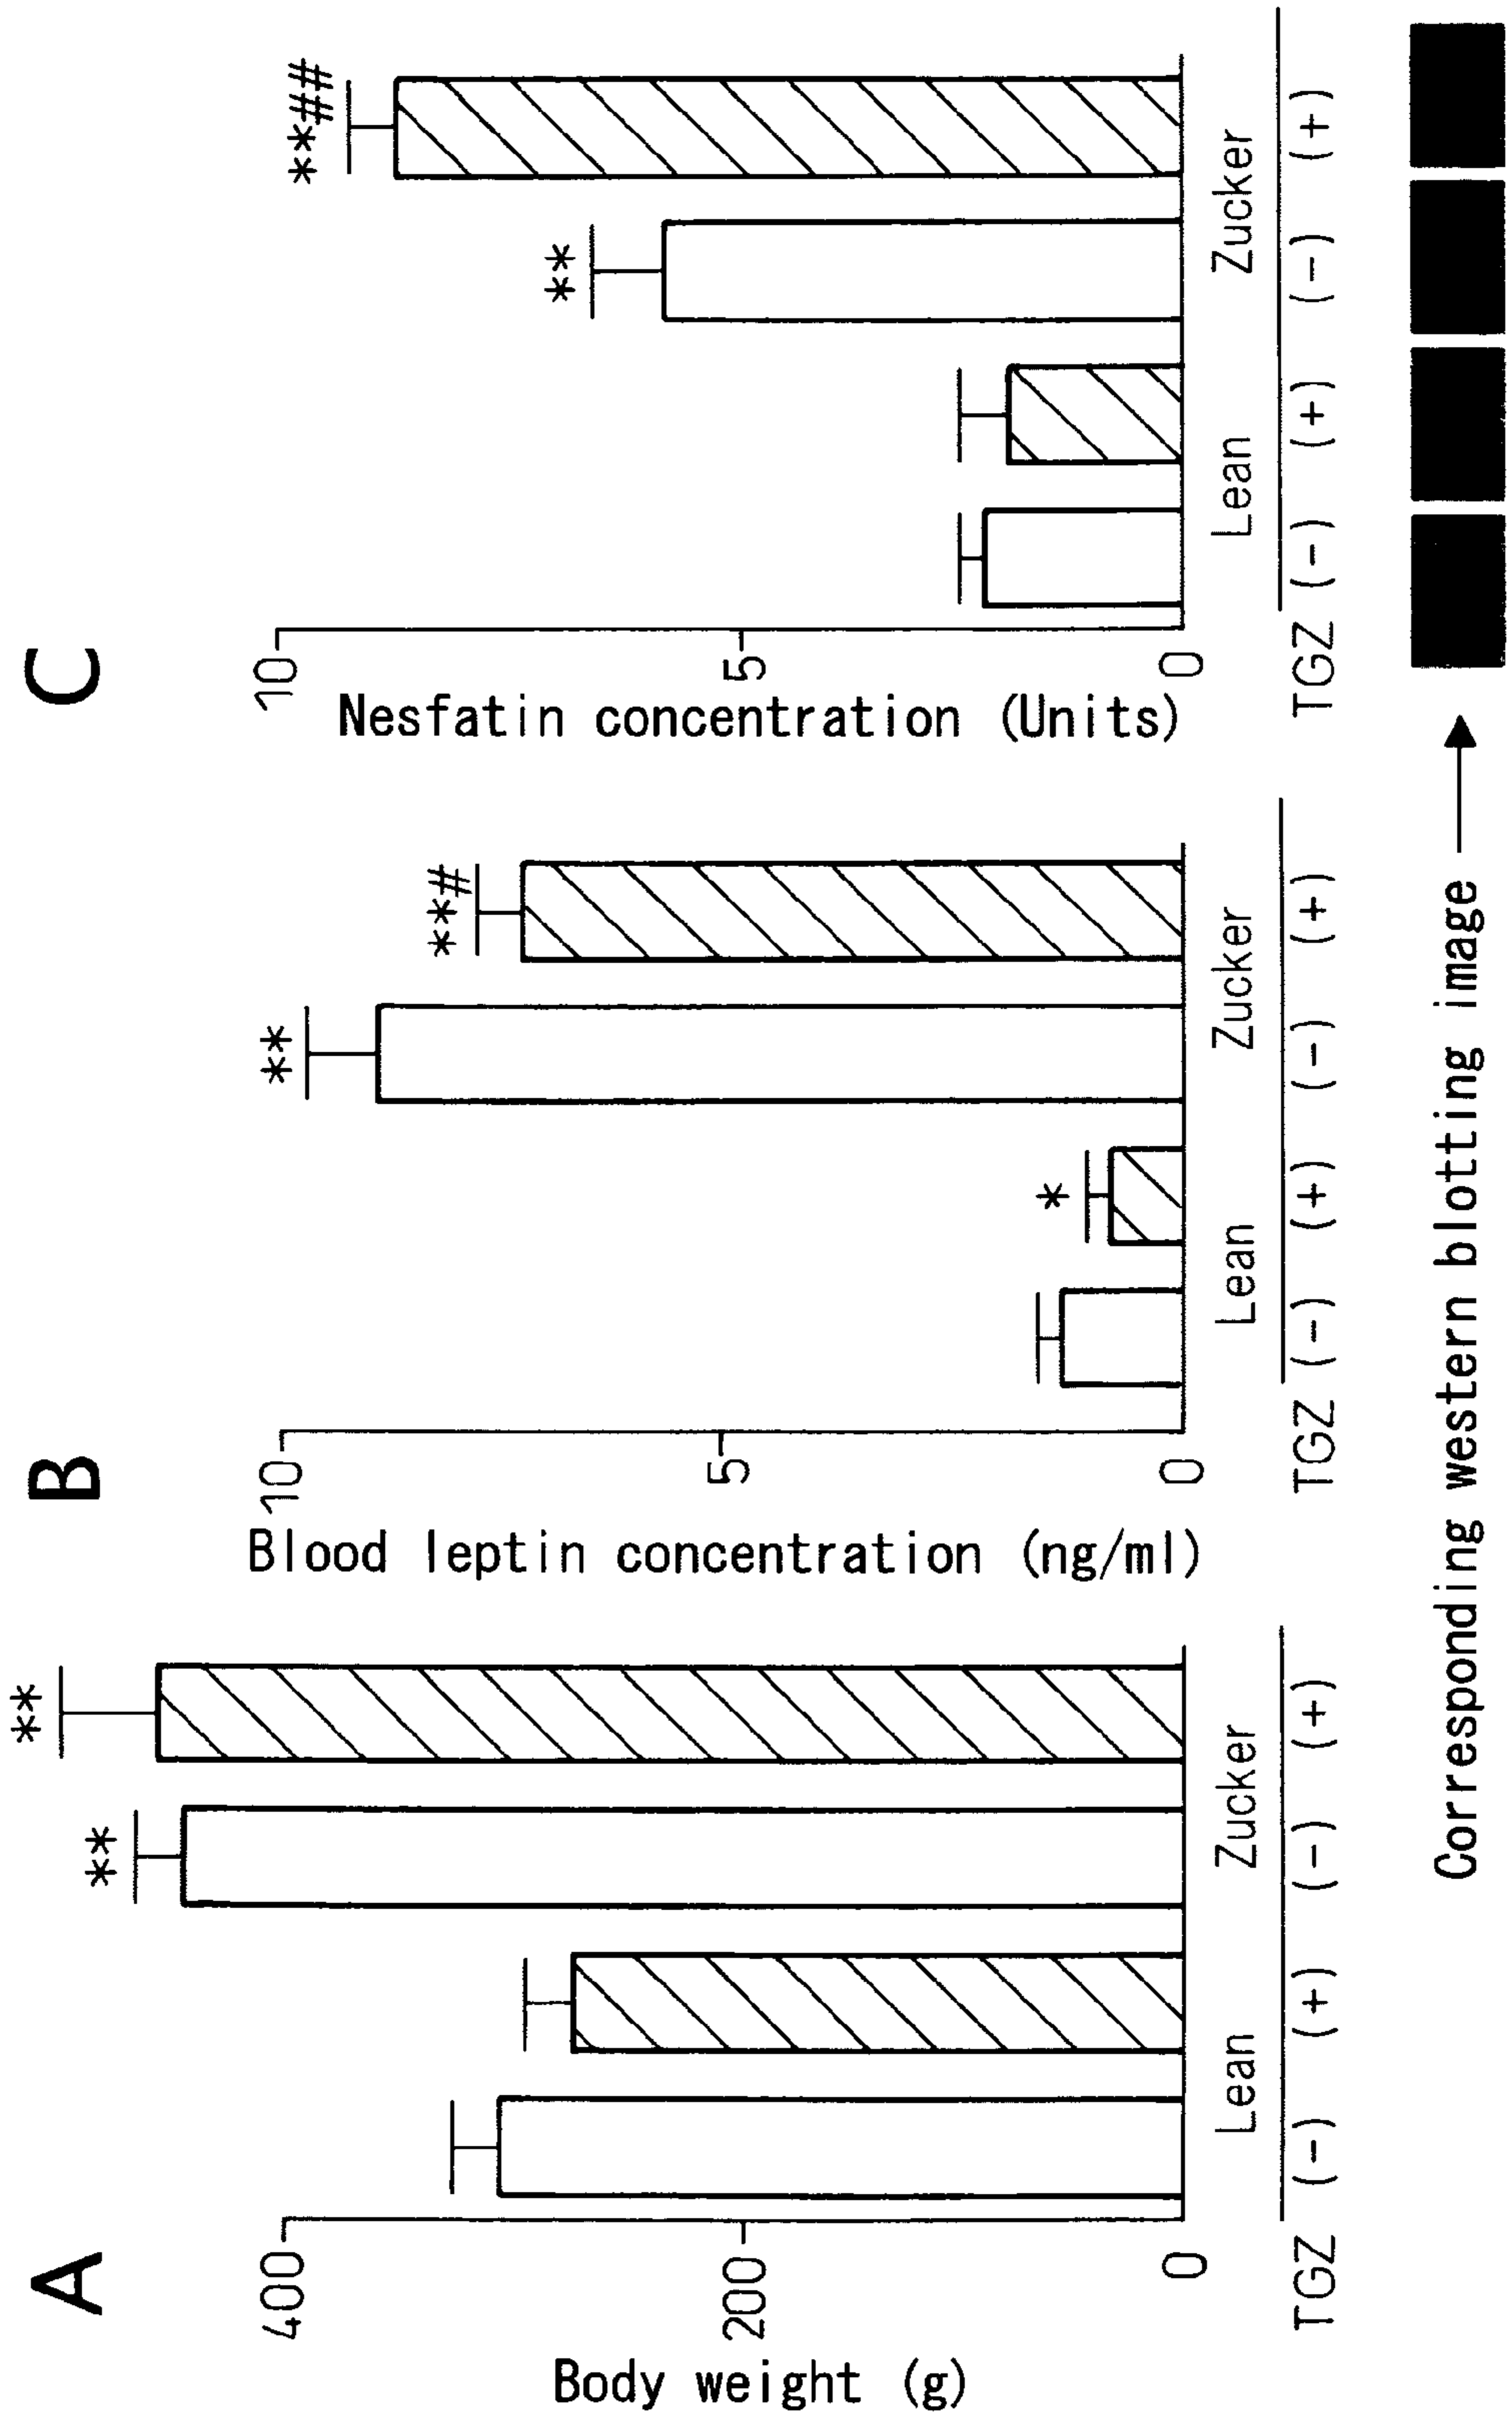 A
Body weight (g)
400
200
0
** **
Lean Zucker
TGZ (-) (+) (-) (+)
B
Blood leptin concentration (ng/ml)
10
5
0
* ** **#
Lean Zucker
TGZ (-) (+) (-) (+)
C
Nesfatin concentration (Units)
10
5
0
** **##
Lean Zucker
TGZ (-) (+) (-) (+)
Corresponding western blotting image